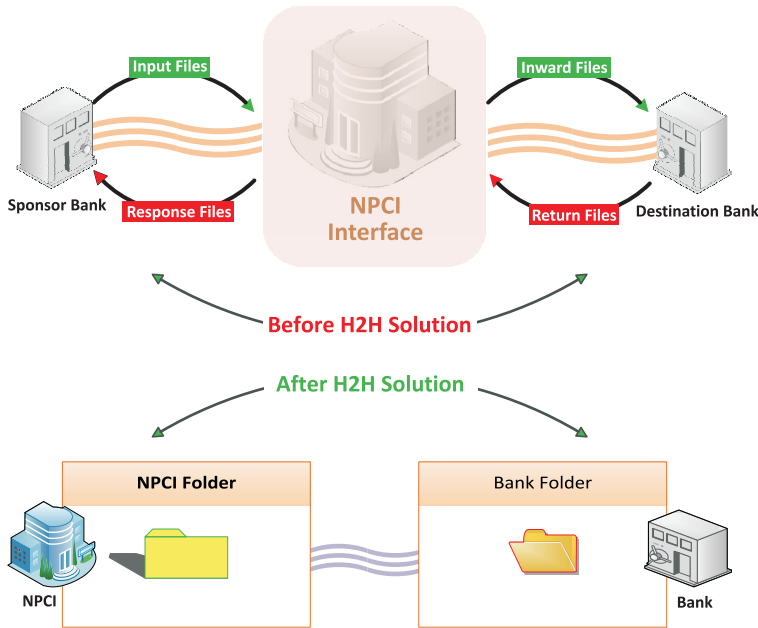 Input Files
Inward Files
Sponsor Bank
Response Files
NPCI
Interface
Return Files
Destination Bank
Before H2H Solution
After H2H Solution
NPCI Folder
Bank Folder
NPCI
Bank